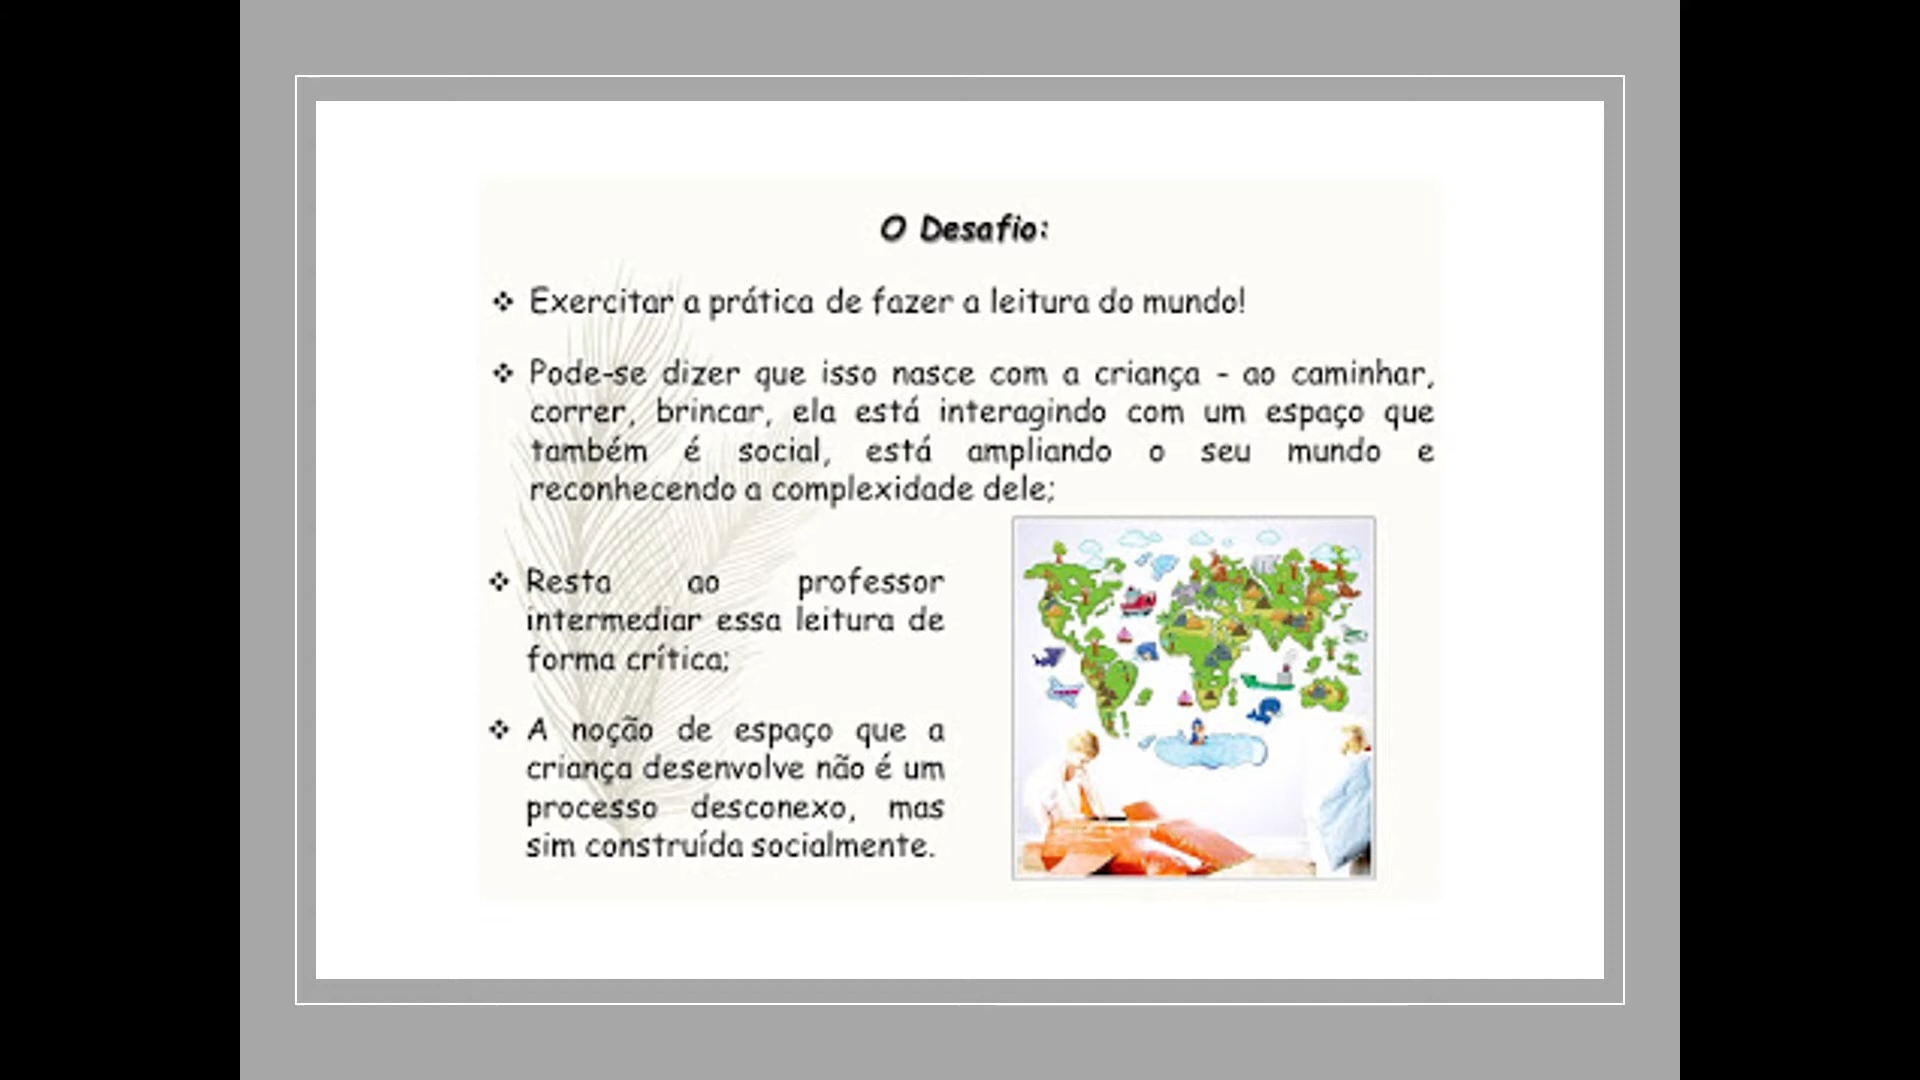 O Desafio:
❖ Exercitar a prática de fazer a leitura do mundo!
❖ Pode-se dizer que isso nasce com a criança - ao caminhar,
correr, brincar, ela está interagindo com um espaço que
também é social, está ampliando o seu mundo e
reconhecendo a complexidade dele;
❖ Resta ao professor
intermediar essa leitura de
forma crítica;
❖ A noção de espaço que a
criança desenvolve não é um
processo desconexo, mas
sim construída socialmente.